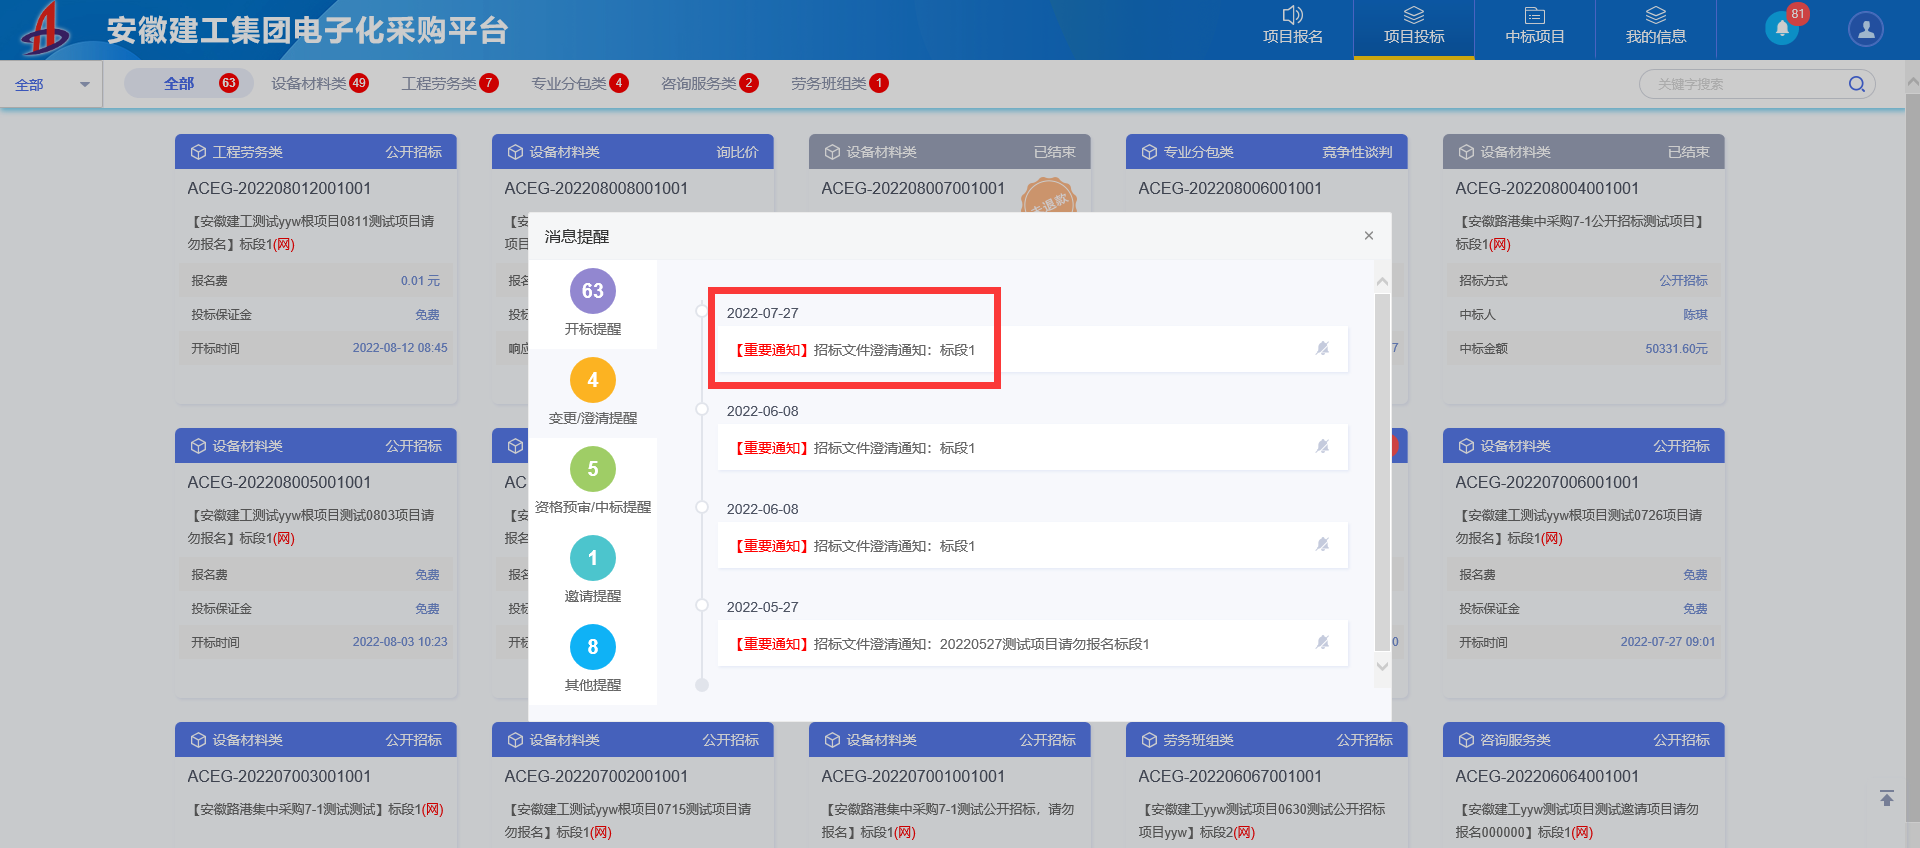 安徽建工集团电子化采购平台
项目报名
项目投标
中标项目
我的信息
81
全部
全部 63
设备材料类 49
工程劳务类 7
专业分包类 4
咨询服务类 2
劳务班组类 1
关键字搜索
工程劳务类 公开招标
ACEG-202208012001001
【安徽建工测试yyw根项目0811测试项目请
勿报名】标段1(网)
报名费 0.01 元
投标保证金 免费
开标时间 2022-08-12 08:45
设备材料类 询比价
ACEG-202208008001001
【安
项目
报名
投标
响应
设备材料类 已结束
ACEG-202208007001001
退款
专业分包类 竞争性谈判
ACEG-202208006001001
7
设备材料类 已结束
ACEG-202208004001001
【安徽路港集中采购7-1公开招标测试项目】
标段1(网)
招标方式 公开招标
中标人 陈琪
中标金额 50331.60元
消息提醒 ×
63
开标提醒
4
变更/澄清提醒
5
资格预审/中标提醒
1
邀请提醒
8
其他提醒
2022-07-27
【重要通知】招标文件澄清通知：标段1
2022-06-08
【重要通知】招标文件澄清通知：标段1
2022-06-08
【重要通知】招标文件澄清通知：标段1
2022-05-27
【重要通知】招标文件澄清通知：20220527测试项目请勿报名标段1
设备材料类 公开招标
ACEG-202208005001001
【安徽建工测试yyw根项目测试0803项目请
勿报名】标段1(网)
报名费 免费
投标保证金 免费
开标时间 2022-08-03 10:23
AC
【安
报名
报名
投标
开标
0
设备材料类 公开招标
ACEG-202207006001001
【安徽建工测试yyw根项目测试0726项目请
勿报名】标段1(网)
报名费 免费
投标保证金 免费
开标时间 2022-07-27 09:01
设备材料类 公开招标
ACEG-202207003001001
【安徽路港集中采购7-1测试测试】标段1(网)
设备材料类 公开招标
ACEG-202207002001001
【安徽建工测试yyw根项目0715测试项目请
勿报名】标段1(网)
设备材料类 公开招标
ACEG-202207001001001
【安徽路港集中采购7-1测试公开招标，请勿
报名】标段1(网)
劳务班组类 公开招标
ACEG-202206067001001
【安徽建工yyw测试项目0630测试公开招标
项目yyw】标段2(网)
咨询服务类 公开招标
ACEG-202206064001001
【安徽建工yyw测试项目测试邀请项目请勿
报名000000】标段1(网)